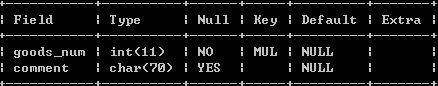 Field | Type | Null | Key | Default | Extra
goods_num | int(11) | NO | MUL | NULL |
comment | char(70) | YES | | NULL |